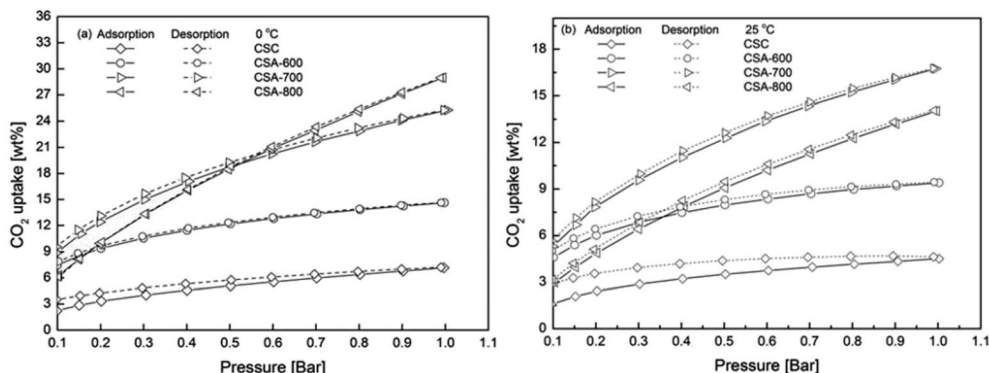 (a) Adsorption Desorption 0 °C
CSC
CSA-600
CSA-700
CSA-800
CO2 uptake [wt%]
36
33
30
27
24
21
18
15
12
9
6
3
0
0.1 0.2 0.3 0.4 0.5 0.6 0.7 0.8 0.9 1.0 1.1
Pressure [Bar]
(b) Adsorption Desorption 25 °C
CSC
CSA-600
CSA-700
CSA-800
CO2 uptake [wt%]
18
15
12
9
6
3
0
0.1 0.2 0.3 0.4 0.5 0.6 0.7 0.8 0.9 1.0 1.1
Pressure [Bar]